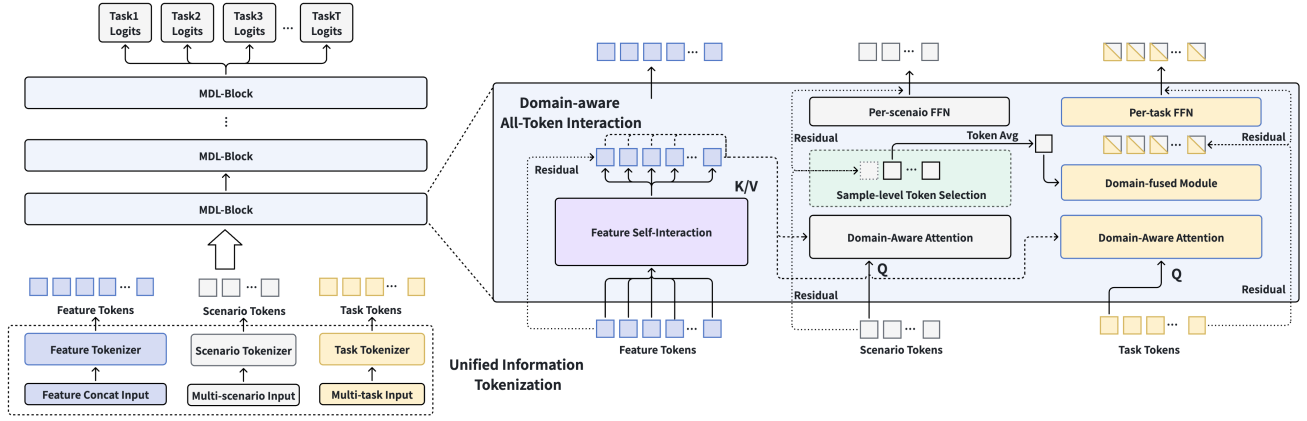 Task1
Logits
Task2
Logits
Task3
Logits
...
TaskT
Logits
MDL-Block
⋮
MDL-Block
MDL-Block
...
Feature Tokens
...
Scenario Tokens
...
Task Tokens
Feature Tokenizer
Scenario Tokenizer
Task Tokenizer
Feature Concat Input
Multi-scenario Input
Multi-task Input
Unified Information
Tokenization
Domain-aware
All-Token Interaction
...
...
...
Residual
...
K/V
Feature Self-Interaction
...
Feature Tokens
Per-scenaio FFN
Residual
Token Avg
...
Sample-level Token Selection
Domain-Aware Attention
Q
Residual
...
Scenario Tokens
Per-task FFN
...
Residual
Domain-fused Module
Domain-Aware Attention
Q
Residual
...
Task Tokens